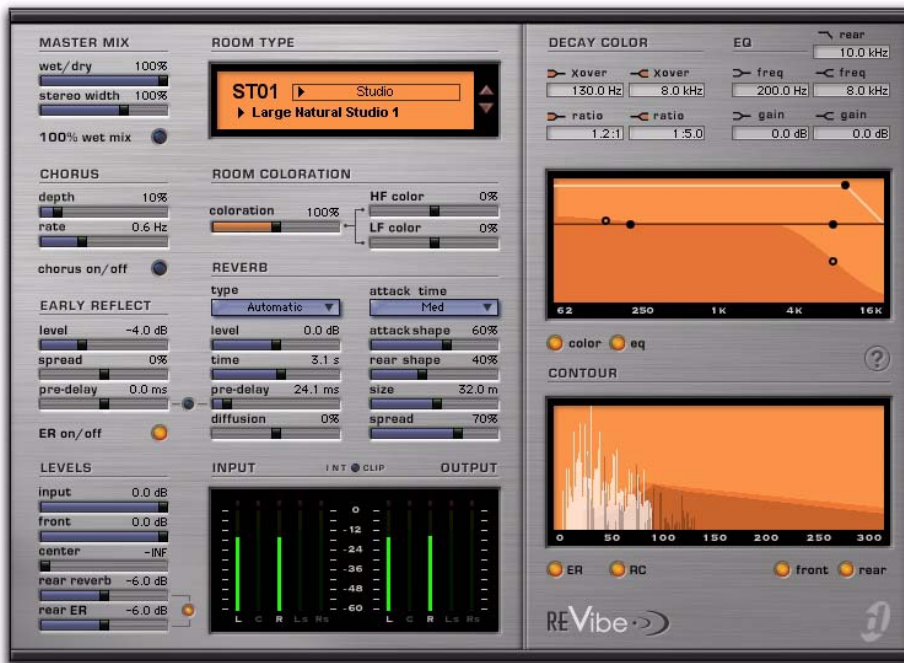 MASTER MIX
wet/dry 100%
stereo width 100%
100% wet mix
CHORUS
depth 10%
rate 0.6 Hz
chorus on/off
EARLY REFLECT
level -4.0 dB
spread 0%
pre-delay 0.0 ms
ER on/off
LEVELS
input 0.0 dB
front 0.0 dB
center -INF
rear reverb -6.0 dB
rear ER -6.0 dB
ROOM TYPE
ST01 Studio
Large Natural Studio 1
ROOM COLORATION
coloration 100%
HF color 0%
LF color 0%
REVERB
type
Automatic
level 0.0 dB
time 3.1 s
pre-delay 24.1 ms
diffusion 0%
attack time
Med
attack shape 60%
rear shape 40%
size 32.0 m
spread 70%
INPUT INT CLIP OUTPUT
0
-12
-24
-36
-48
-60
L C R Ls Rs L C R Ls Rs
DECAY COLOR
Xover Xover
130.0 Hz 8.0 kHz
ratio ratio
1.2:1 1:5.0
EQ
rear
10.0 kHz
freq freq
200.0 Hz 8.0 kHz
gain gain
0.0 dB 0.0 dB
62 250 1K 4K 16K
color eq
?
CONTOUR
0 50 100 150 200 250 300
ER RC front rear
REVibe